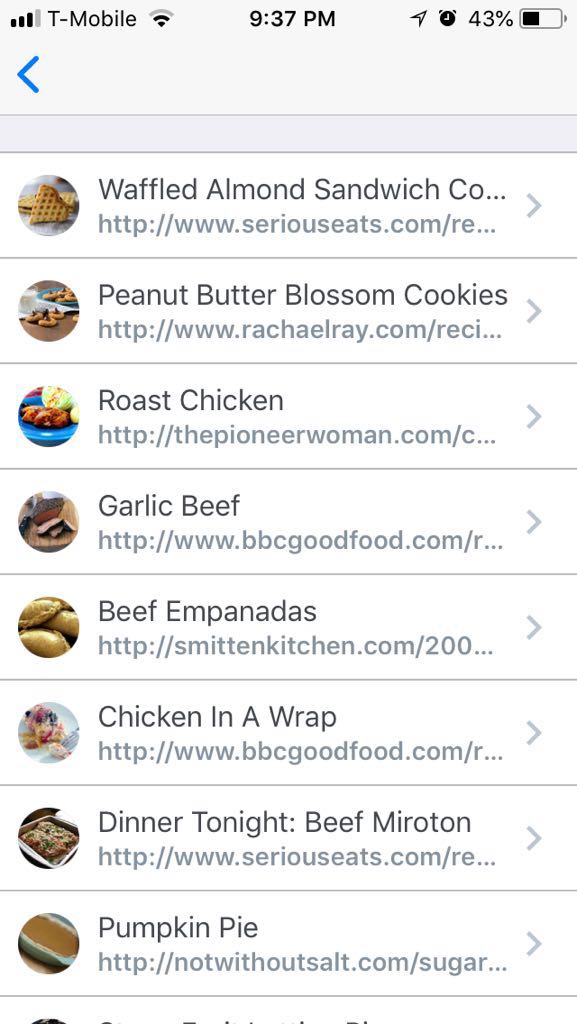 T-Mobile 9:37 PM 43%
Waffled Almond Sandwich Co...
http://www.seriouseats.com/re...
Peanut Butter Blossom Cookies
http://www.rachaelray.com/reci...
Roast Chicken
http://thepioneerwoman.com/c...
Garlic Beef
http://www.bbcgoodfood.com/r...
Beef Empanadas
http://smittenkitchen.com/200...
Chicken In A Wrap
http://www.bbcgoodfood.com/r...
Dinner Tonight: Beef Miroton
http://www.seriouseats.com/re...
Pumpkin Pie
http://notwithoutsalt.com/sugar...